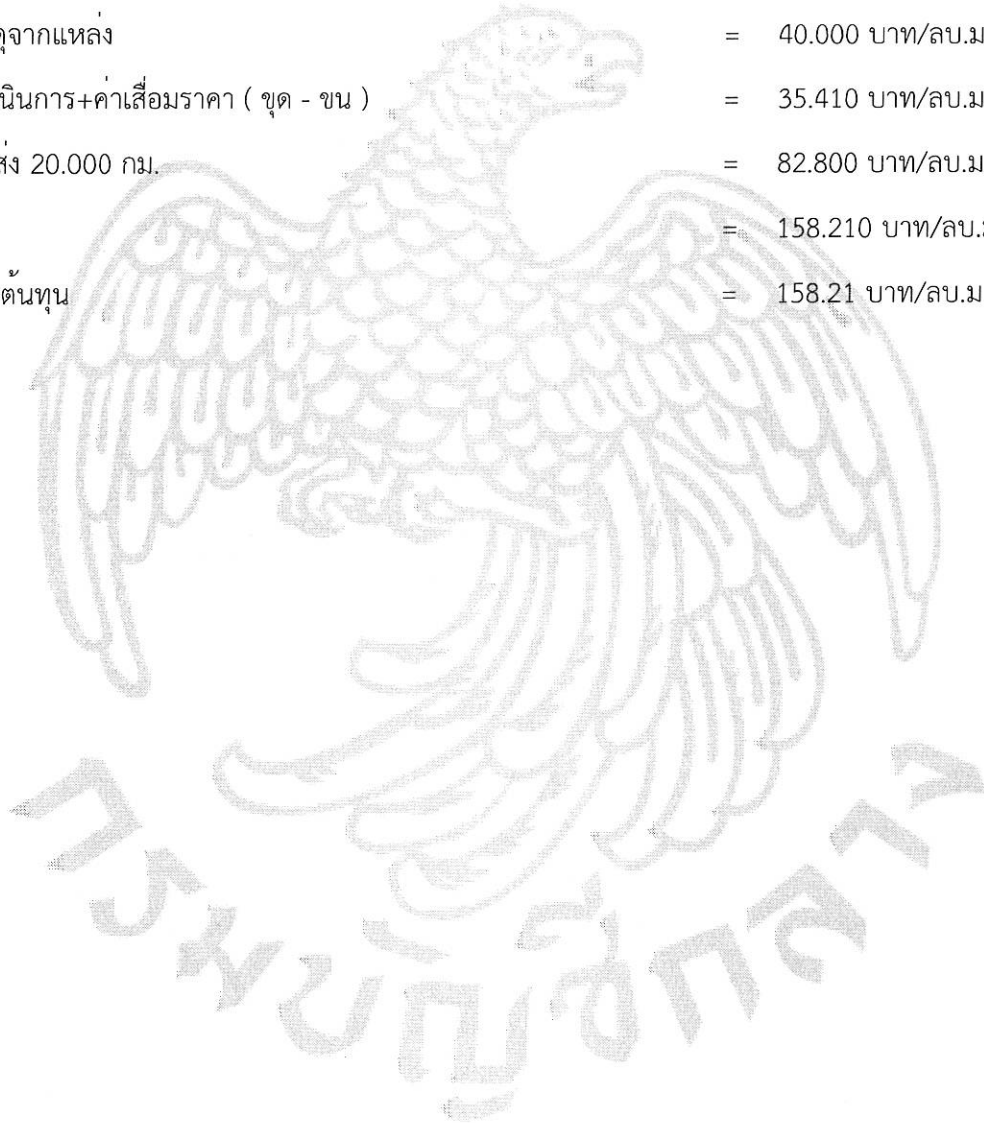 ดุจากแหล่ง = 40.000 บาท/ลบ.ม
นินการ+ค่าเสื่อมราคา ( ขุด - ขน ) = 35.410 บาท/ลบ.ม
ส่ง 20.000 กม. = 82.800 บาท/ลบ.ม
= 158.210 บาท/ลบ.
ต้นทุน = 158.21 บาท/ลบ.ม
กรมบัญชีกลาง